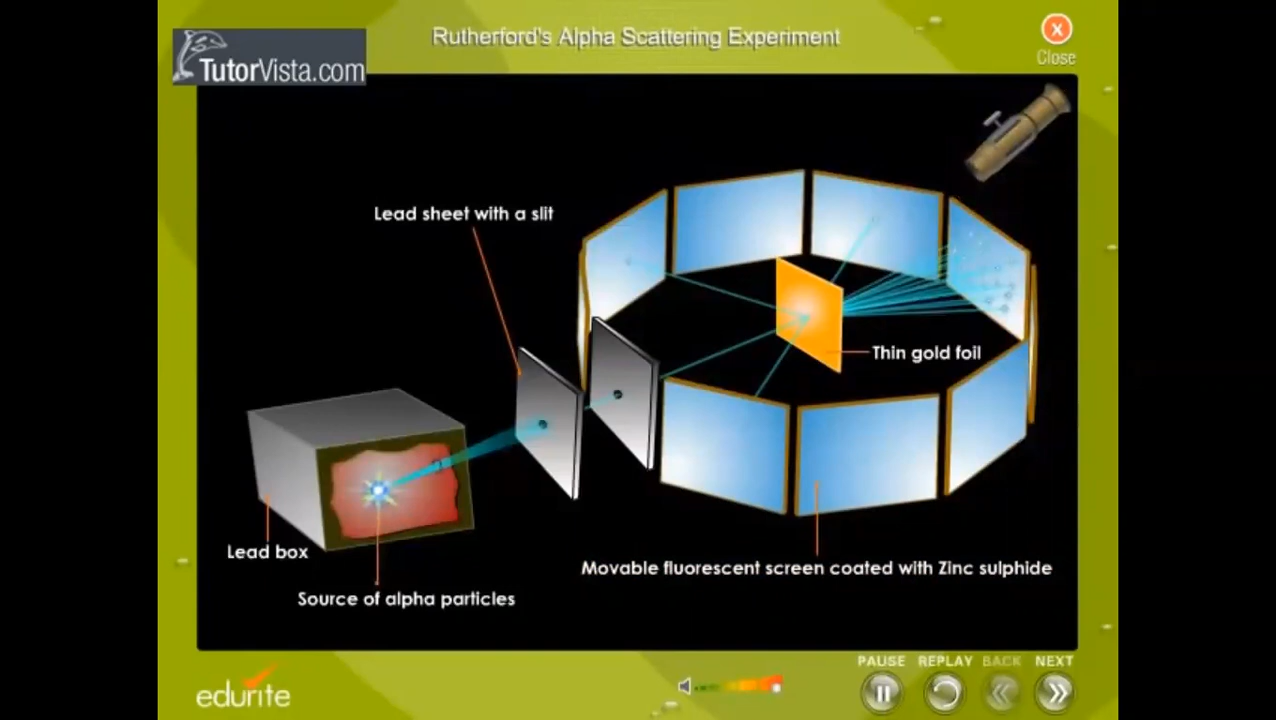 Rutherford's Alpha Scattering Experiment
Close
TutorVista.com
Lead sheet with a slit
Thin gold foil
Lead box
Movable fluorescent screen coated with Zinc sulphide
Source of alpha particles
PAUSE REPLAY BACK NEXT
edurite